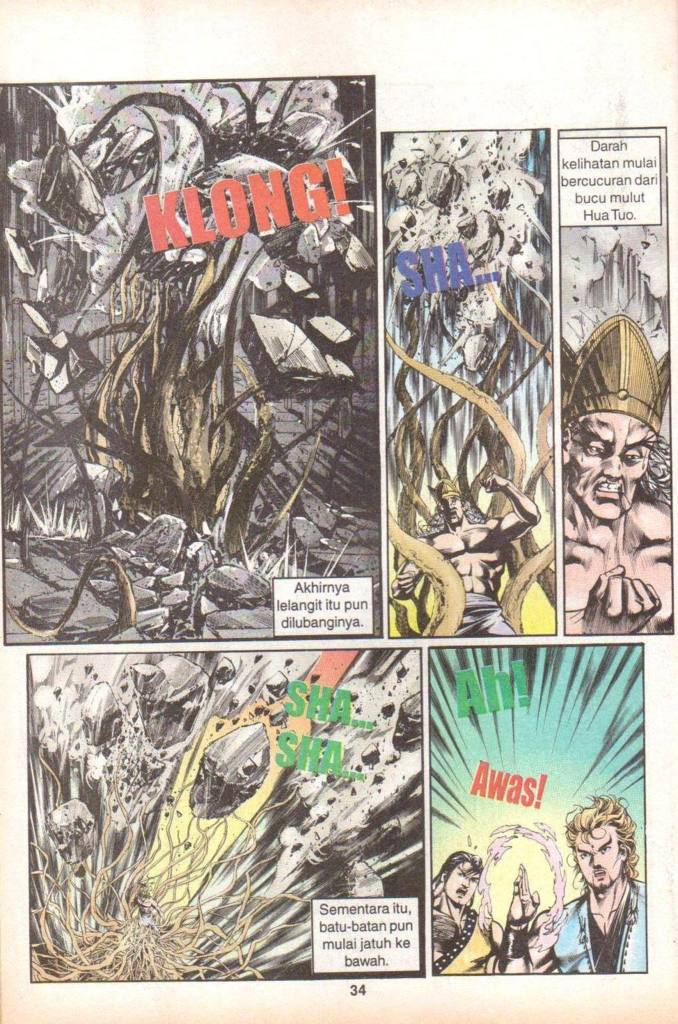 KLONG!
Akhirnya
lelangit itu pun
dilubanginya.
SHA...
Darah
kelihatan mulai
bercucuran dari
bucu mulut
Hua Tuo.
SHA...
SHA...
Sementara itu,
batu-batan pun
mulai jatuh ke
bawah.
Ah!
Awas!
34